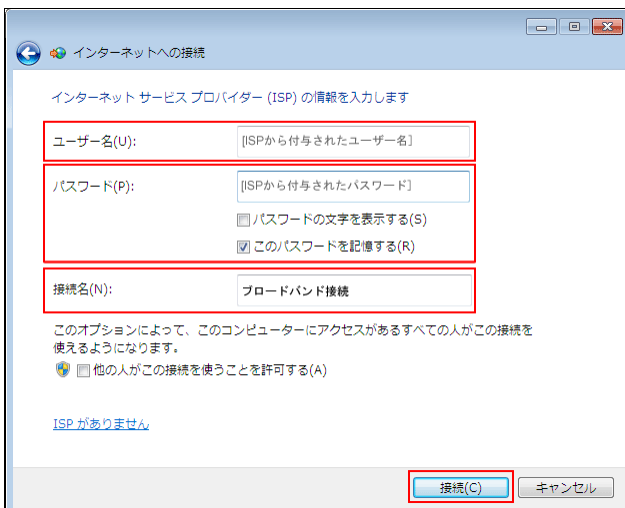 インターネットへの接続
インターネット サービス プロバイダー (ISP) の情報を入力します
ユーザー名(U):
[ISPから付与されたユーザー名]
パスワード(P):
[ISPから付与されたパスワード]
パスワードの文字を表示する(S)
このパスワードを記憶する(R)
接続名(N):
ブロードバンド接続
このオプションによって、このコンピューターにアクセスがあるすべての人がこの接続を
使えるようになります。
他の人がこの接続を使うことを許可する(A)
ISP がありません
接続(C)
キャンセル